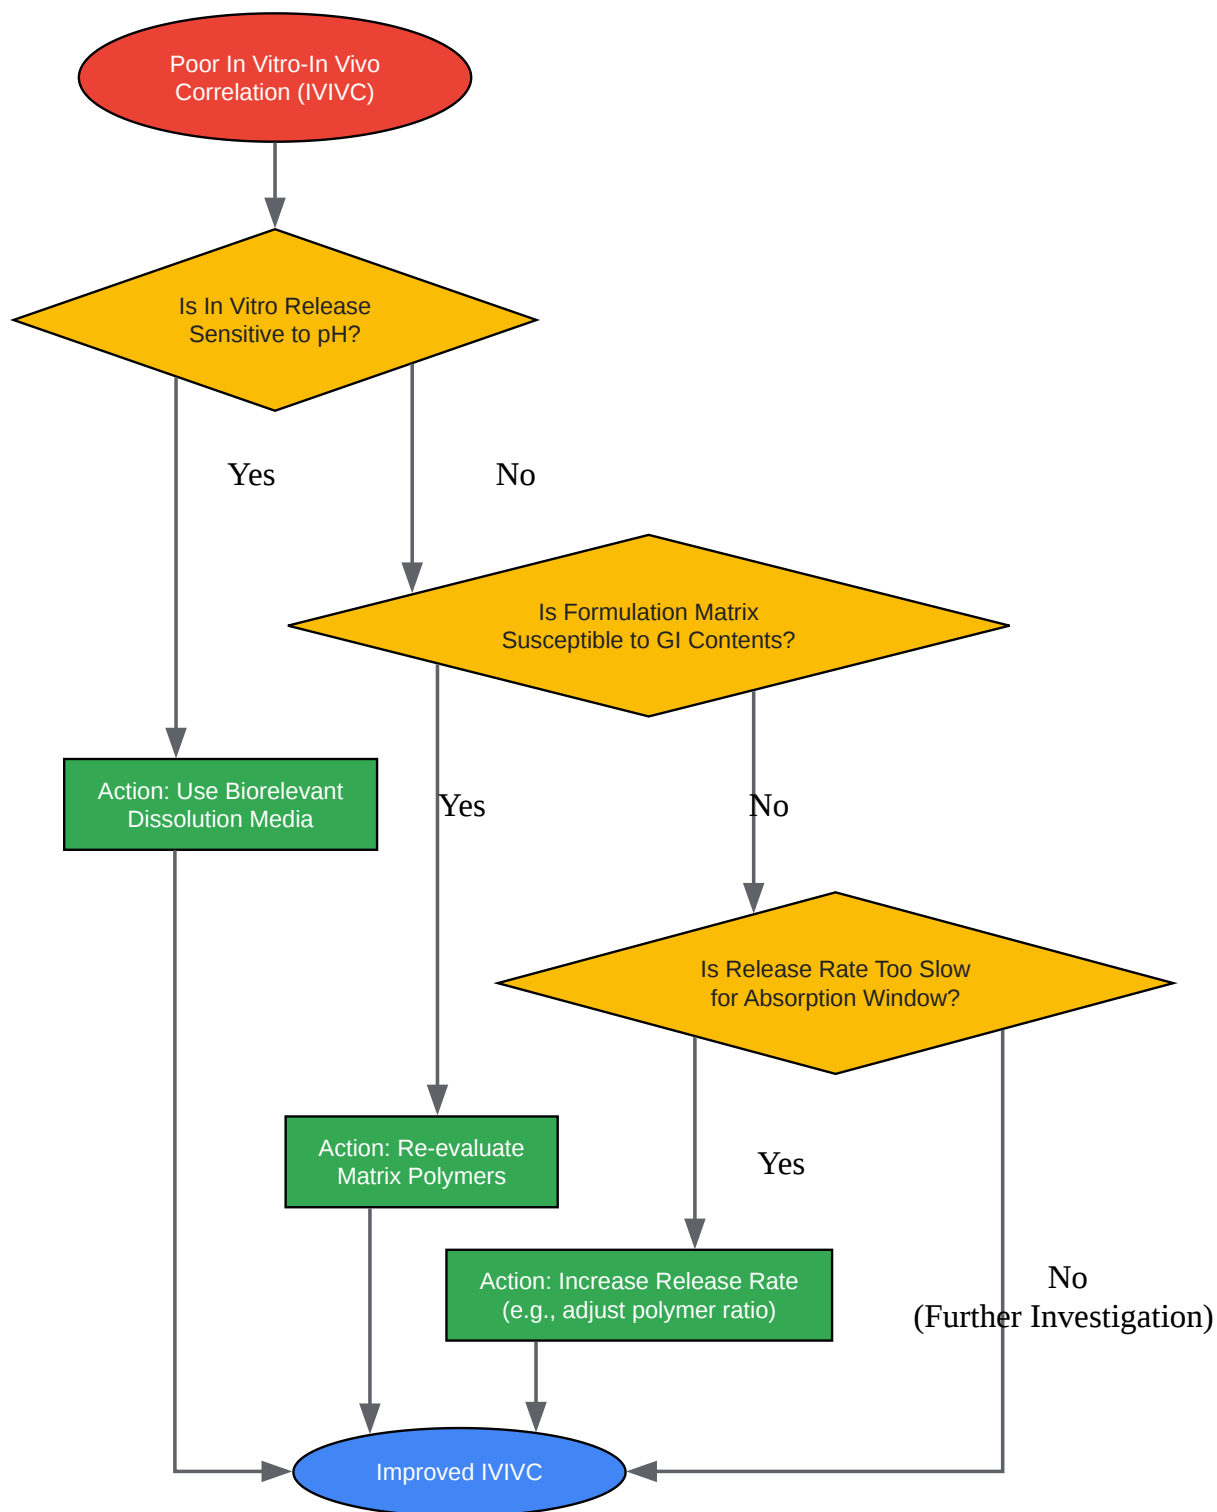 Poor In Vitro-In Vivo
Correlation (IVIVC)
Is In Vitro Release
Sensitive to pH?
Yes
No
Is Formulation Matrix
Susceptible to GI Contents?
Action: Use Biorelevant
Dissolution Media
Yes
No
Is Release Rate Too Slow
for Absorption Window?
Action: Re-evaluate
Matrix Polymers
Yes
Action: Increase Release Rate
(e.g., adjust polymer ratio)
No
(Further Investigation)
Improved IVIVC